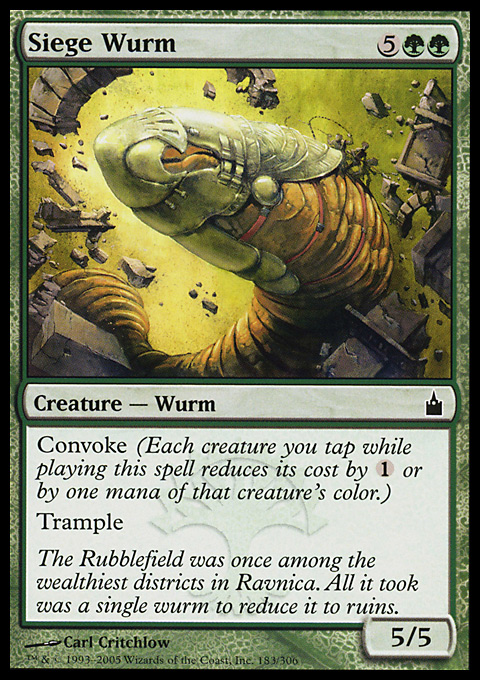 Siege Wurm 5
Creature — Wurm
Convoke (Each creature you tap while
playing this spell reduces its cost by 1 or
by one mana of that creature's color.)
Trample
The Rubblefield was once among the
wealthiest districts in Ravnica. All it took
was a single wurm to reduce it to ruins.
Carl Critchlow
5/5
™ & © 1993–2005 Wizards of the Coast, Inc. 183/306